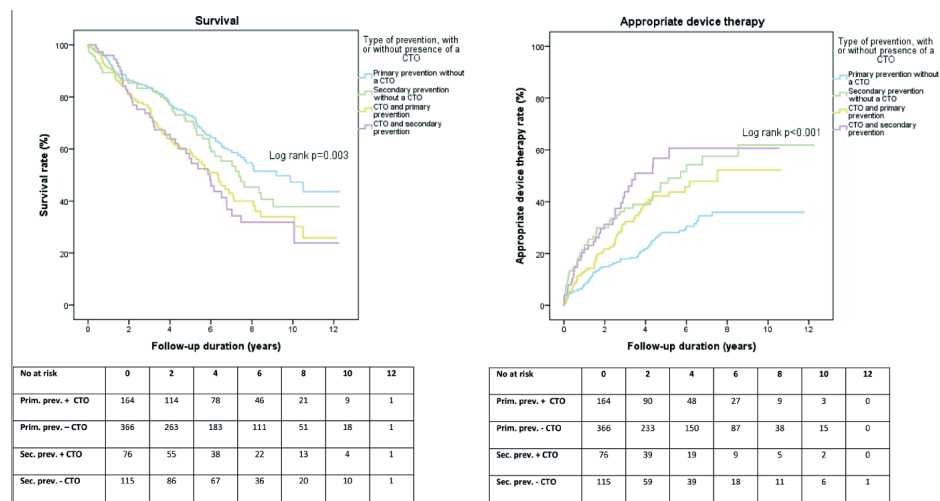 Survival
100
80
60
40
20
0
0 2 4 6 8 10 12
Survival rate (%)
Follow-up duration (years)
Type of prevention, with
or without presence of a
CTO
Primary prevention without
a CTO
Secondary prevention
without a CTO
CTO and primary
prevention
CTO and secondary
prevention
Log rank p=0.003
No at risk 0 2 4 6 8 10 12
Prim. prev. + CTO 164 114 78 46 21 9 1
Prim. prev. – CTO 366 263 183 111 51 18 1
Sec. prev. + CTO 76 55 38 22 13 4 1
Sec. prev. - CTO 115 86 67 36 20 10 1
Appropriate device therapy
100
80
60
40
20
0
0 2 4 6 8 10 12
Appropriate device therapy rate (%)
Follow-up duration (years)
Type of prevention, with
or without presence of a
CTO
Primary prevention without
a CTO
Secondary prevention
without a CTO
CTO and primary
prevention
CTO and secondary
prevention
Log rank p<0.001
No at risk 0 2 4 6 8 10 12
Prim. prev. + CTO 164 90 48 27 9 3 0
Prim. prev. - CTO 366 233 150 87 38 15 0
Sec. prev. + CTO 76 39 19 9 5 2 0
Sec. prev. - CTO 115 59 39 18 11 6 1